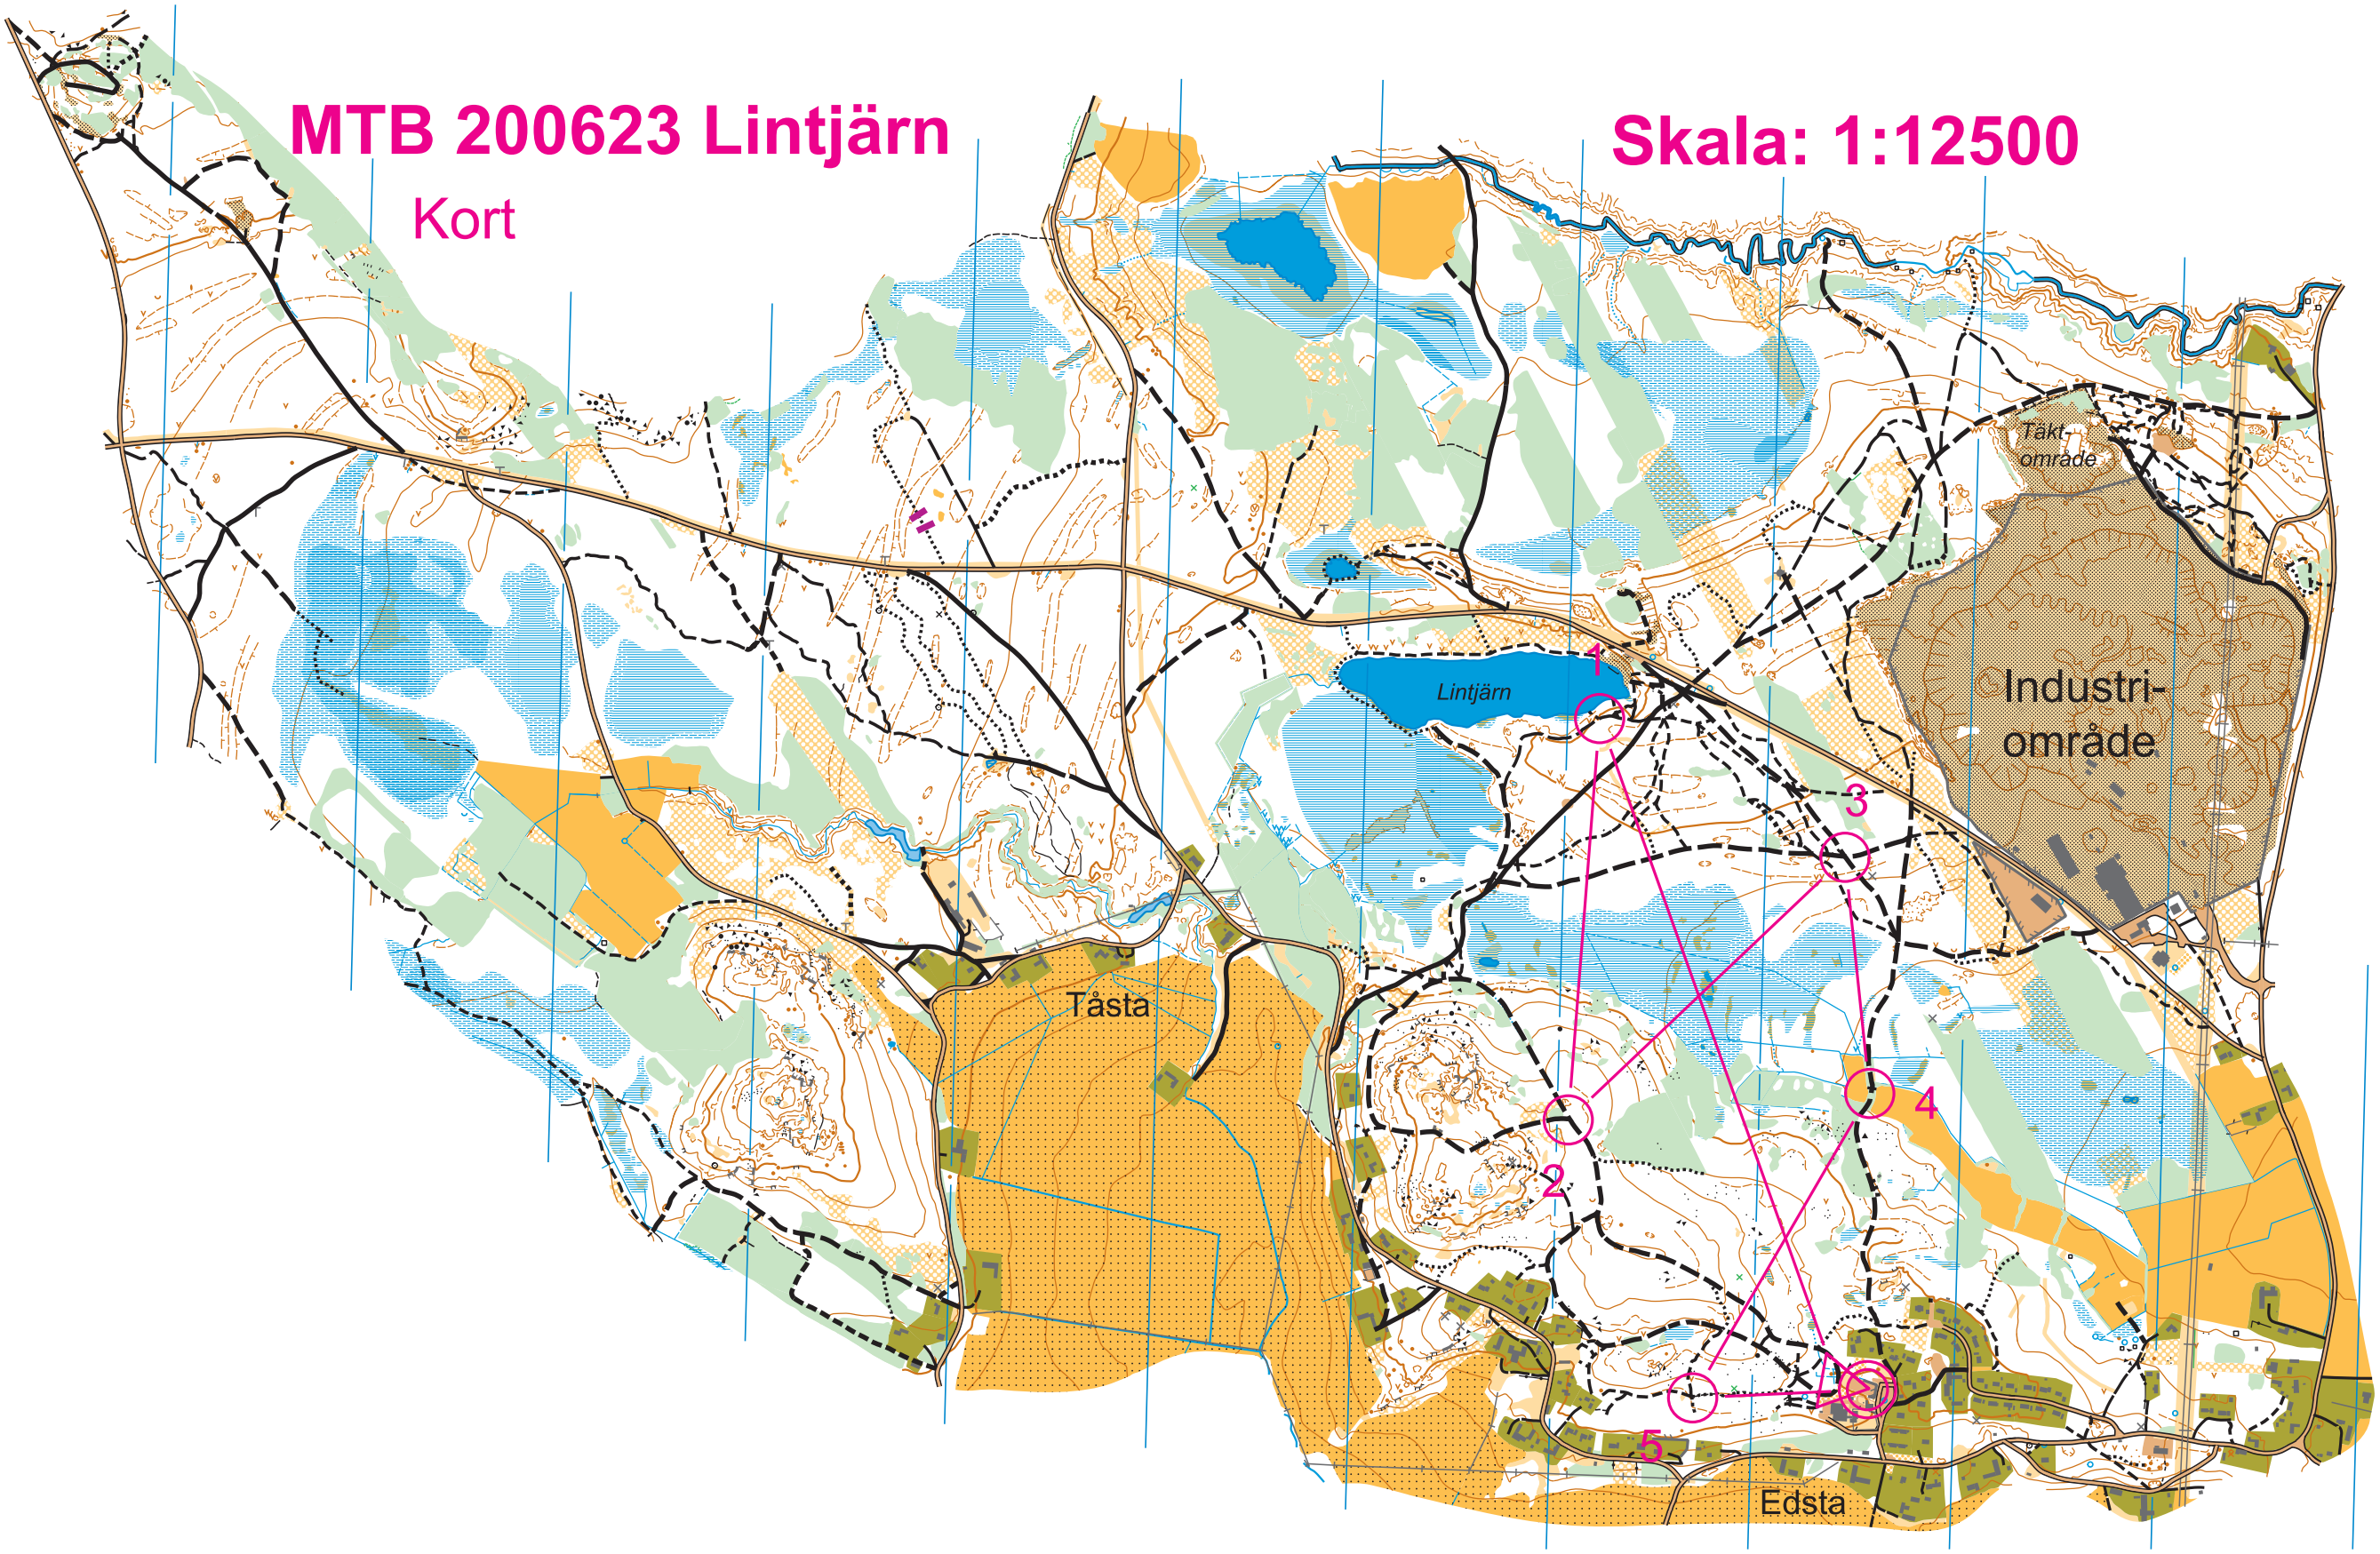 MTB 200623 Lintjärn
Skala: 1:12500
Kort
Täkt-
område
1
Lintjärn
Industri-
område
3
Tåsta
4
2
5
Edsta